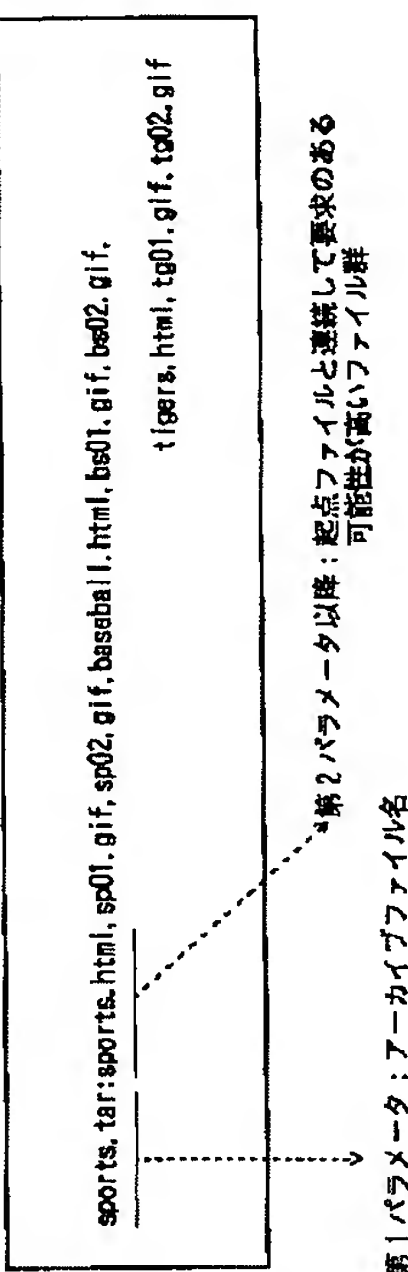 sports.tar:sports.html,sp01.gif,sp02.gif,baseball.html,bs01.gif,bs02.gif,
tigers.html,tg01.gif,tg02.gif
第2パラメータ以降：起点ファイルと連続して要求のある
可能性が高いファイル群
第1パラメータ：アーカイブファイル名